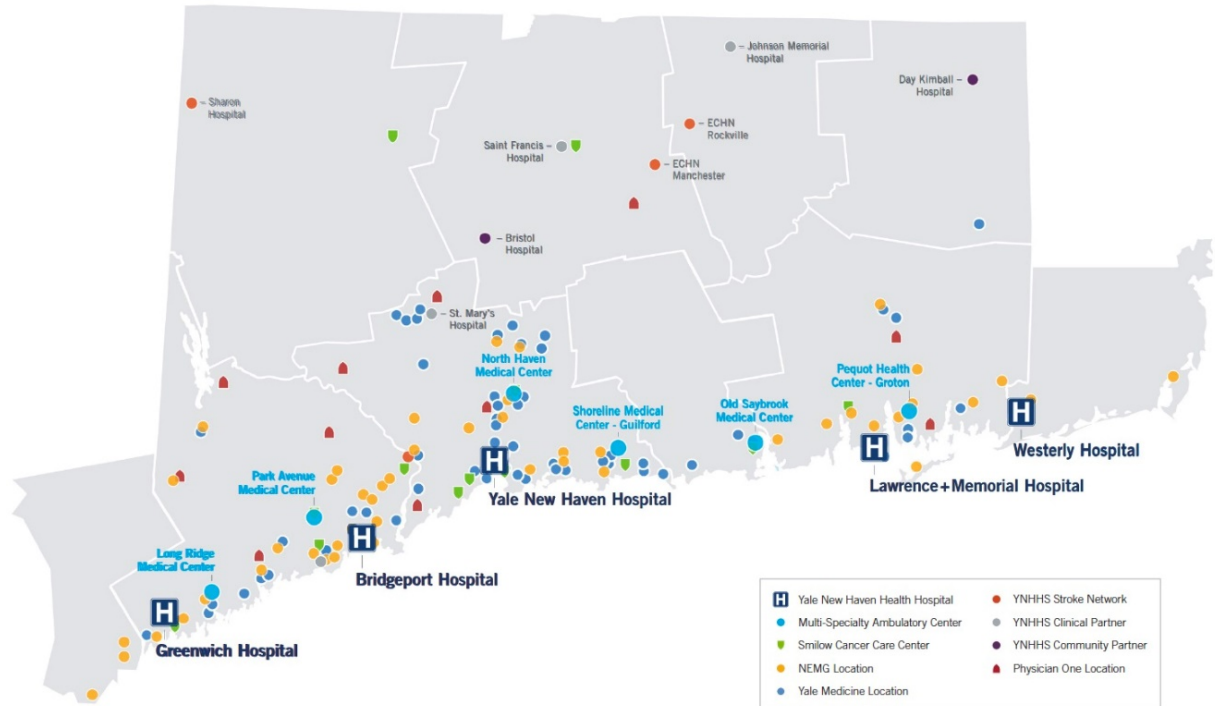 – Johnson Memorial
Hospital
Day Kimball –
Hospital
– Sharon
Hospital
– ECHN
Rockville
Saint Francis –
Hospital
– ECHN
Manchester
– Bristol
Hospital
– St. Mary's
Hospital
North Haven
Medical Center
Pequot Health
Center - Groton
Shoreline Medical
Center - Guilford
Old Saybrook
Medical Center
H
Westerly Hospital
H
Lawrence+Memorial Hospital
H
Yale New Haven Hospital
Park Avenue
Medical Center
H
Bridgeport Hospital
Long Ridge
Medical Center
H
Greenwich Hospital
H Yale New Haven Health Hospital
Multi-Specialty Ambulatory Center
Smilow Cancer Care Center
NEMG Location
Yale Medicine Location
YNHHS Stroke Network
YNHHS Clinical Partner
YNHHS Community Partner
Physician One Location